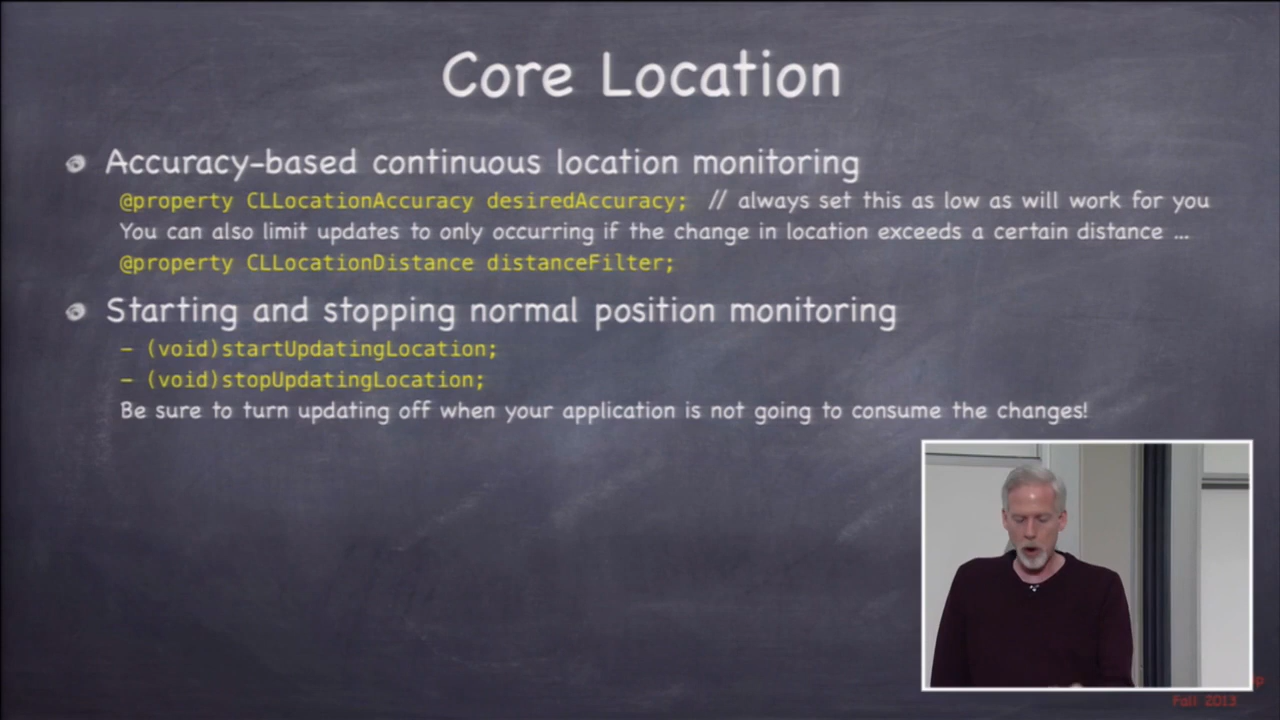 Core Location
Accuracy-based continuous location monitoring
@property CLLocationAccuracy desiredAccuracy; // always set this as low as will work for you
You can also limit updates to only occurring if the change in location exceeds a certain distance ...
@property CLLocationDistance distanceFilter;
Starting and stopping normal position monitoring
- (void)startUpdatingLocation;
- (void)stopUpdatingLocation;
Be sure to turn updating off when your application is not going to consume the changes!
Fall 2013